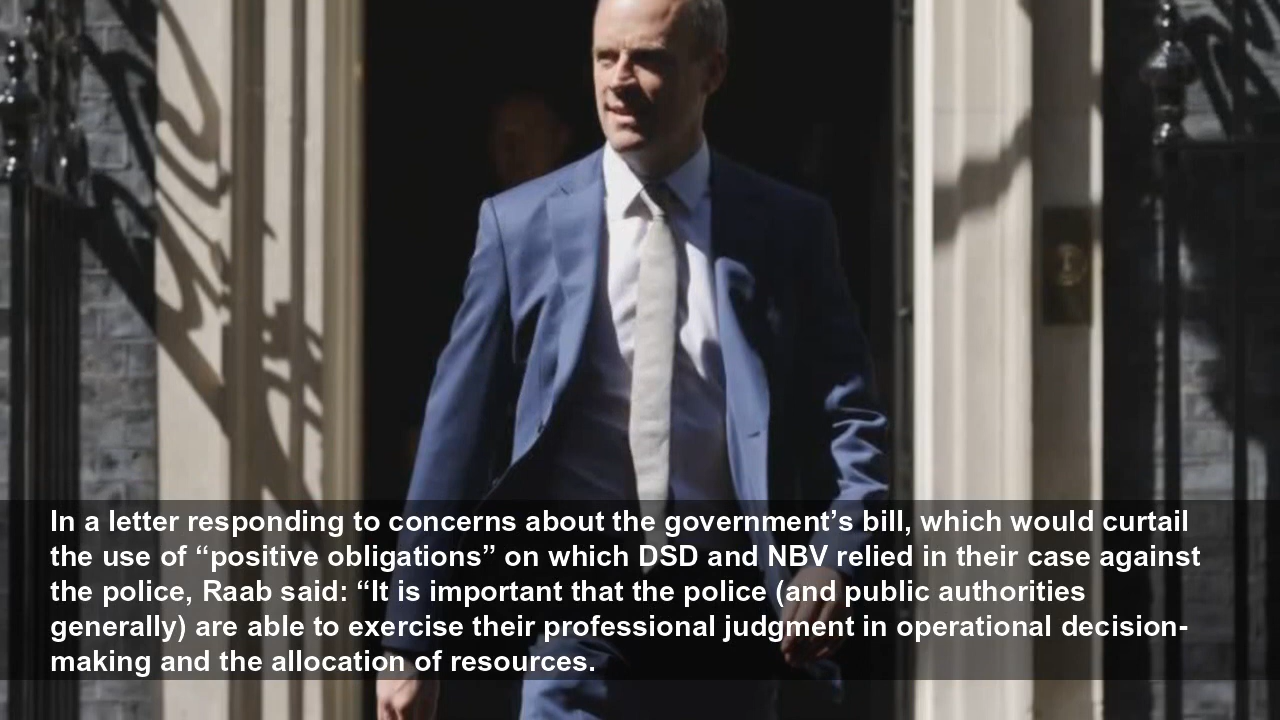 In a letter responding to concerns about the government’s bill, which would curtail
the use of “positive obligations” on which DSD and NBV relied in their case against
the police, Raab said: “It is important that the police (and public authorities
generally) are able to exercise their professional judgment in operational decision-
making and the allocation of resources.